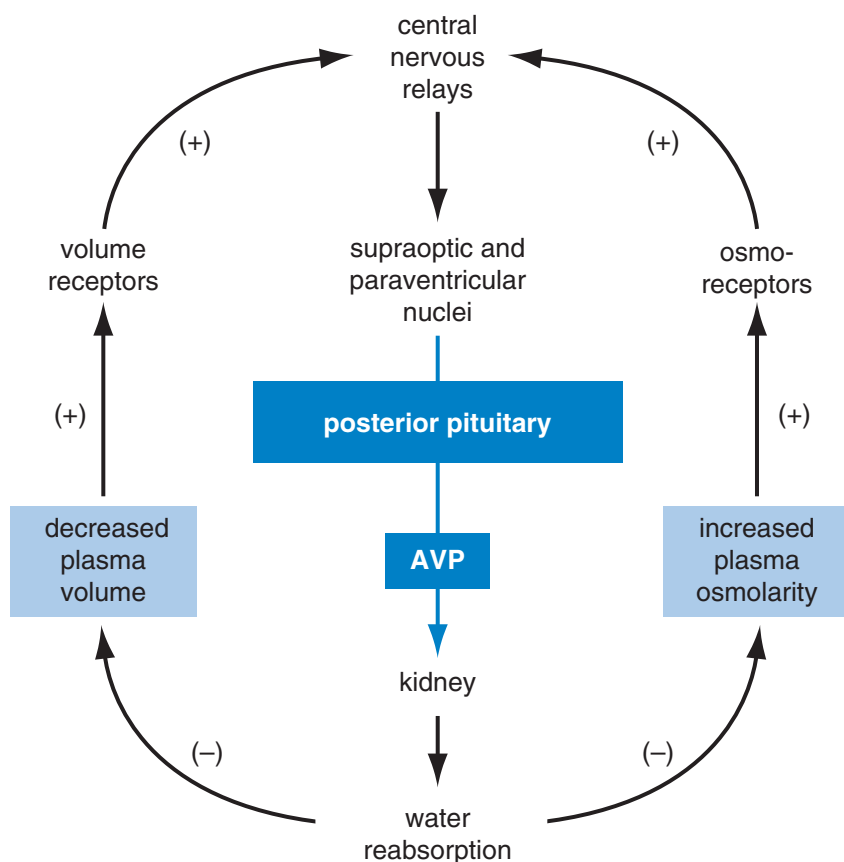 central
nervous
relays
(+)
(+)
volume
receptors
supraoptic and
paraventricular
nuclei
osmo-
receptors
(+)
posterior pituitary
(+)
decreased
plasma
volume
AVP
increased
plasma
osmolarity
kidney
(–)
(–)
water
reabsorption